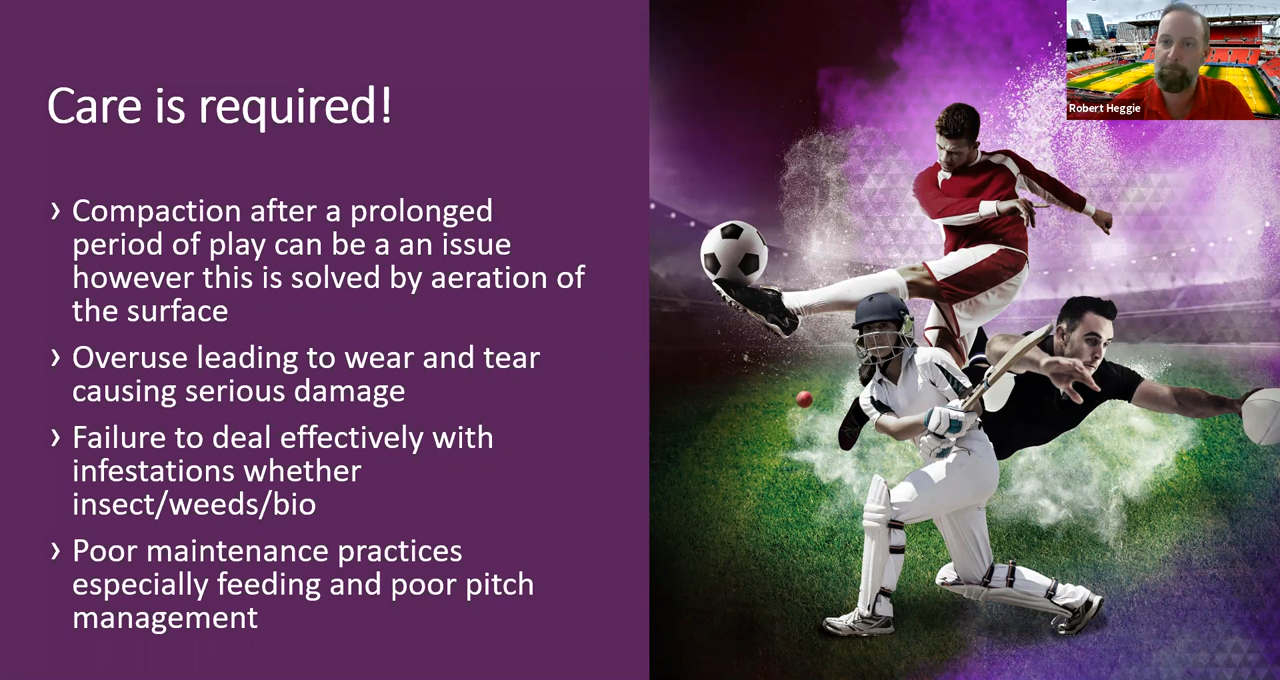 Care is required!
› Compaction after a prolonged
period of play can be a an issue
however this is solved by aeration of
the surface
› Overuse leading to wear and tear
causing serious damage
› Failure to deal effectively with
infestations whether
insect/weeds/bio
› Poor maintenance practices
especially feeding and poor pitch
management
Robert Heggie